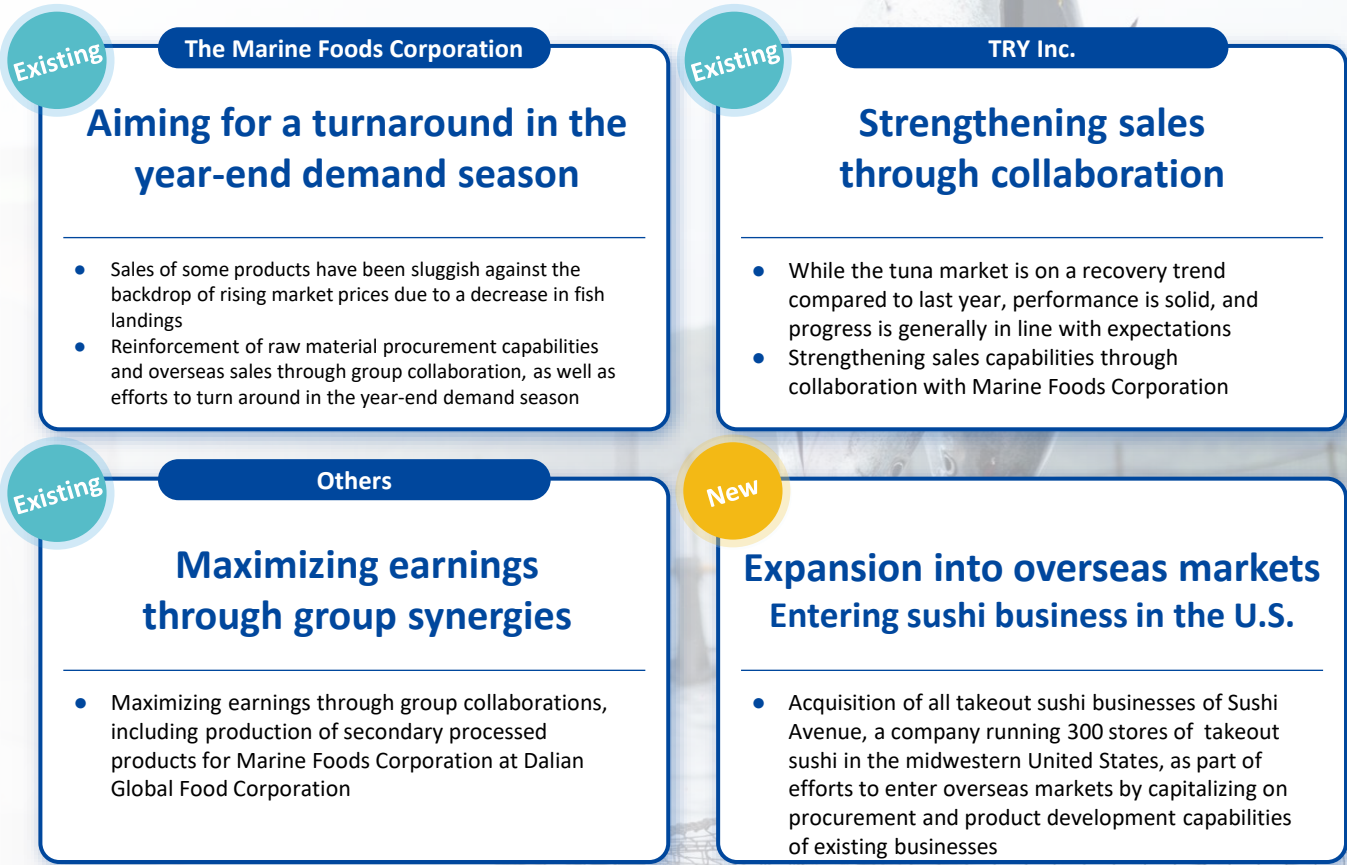 Existing
The Marine Foods Corporation
Aiming for a turnaround in the
year-end demand season
● Sales of some products have been sluggish against the
backdrop of rising market prices due to a decrease in fish
landings
● Reinforcement of raw material procurement capabilities
and overseas sales through group collaboration, as well as
efforts to turn around in the year-end demand season
Existing
TRY Inc.
Strengthening sales
through collaboration
● While the tuna market is on a recovery trend
compared to last year, performance is solid, and
progress is generally in line with expectations
● Strengthening sales capabilities through
collaboration with Marine Foods Corporation
Existing
Others
Maximizing earnings
through group synergies
● Maximizing earnings through group collaborations,
including production of secondary processed
products for Marine Foods Corporation at Dalian
Global Food Corporation
New
Expansion into overseas markets
Entering sushi business in the U.S.
● Acquisition of all takeout sushi businesses of Sushi
Avenue, a company running 300 stores of takeout
sushi in the midwestern United States, as part of
efforts to enter overseas markets by capitalizing on
procurement and product development capabilities
of existing businesses